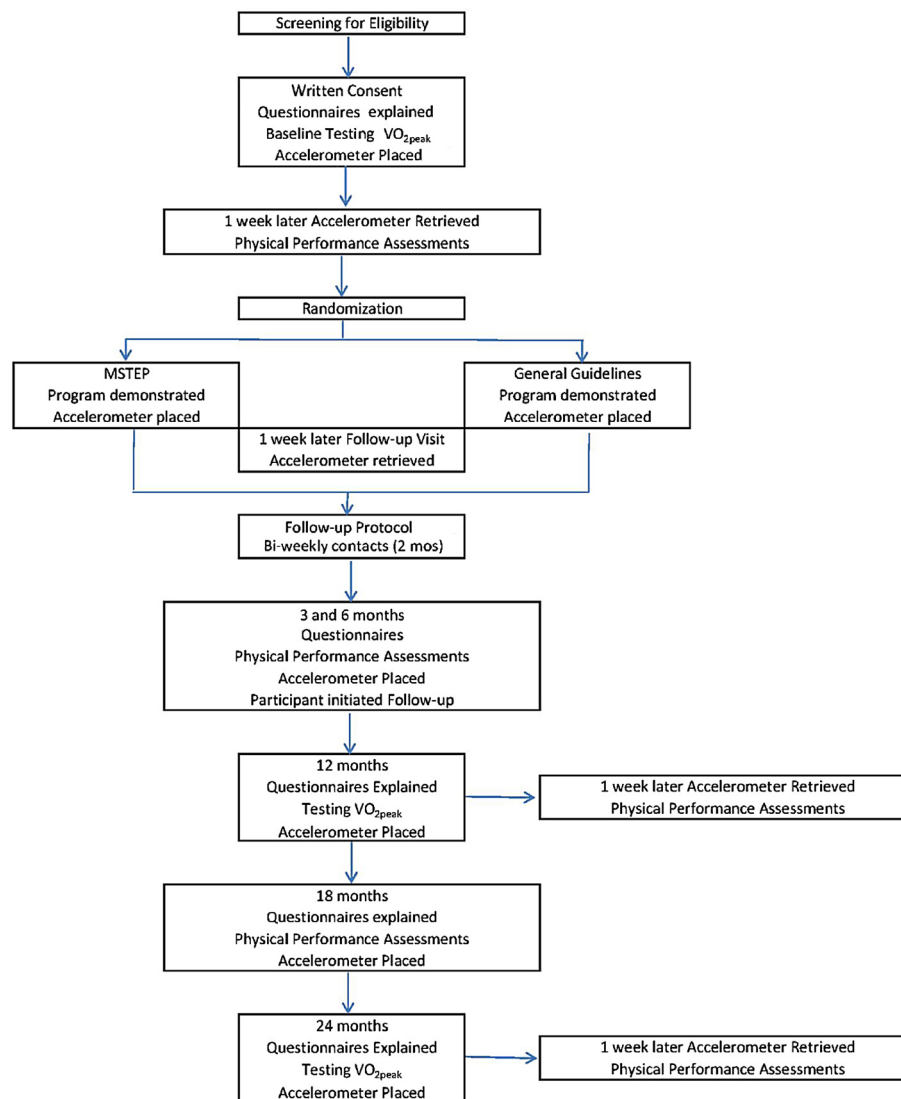 Screening for Eligibility
Written Consent
Questionnaires explained
Baseline Testing VO2peak
Accelerometer Placed
1 week later Accelerometer Retrieved
Physical Performance Assessments
Randomization
MSTEP
Program demonstrated
Accelerometer placed
General Guidelines
Program demonstrated
Accelerometer placed
1 week later Follow-up Visit
Accelerometer retrieved
Follow-up Protocol
Bi-weekly contacts (2 mos)
3 and 6 months
Questionnaires
Physical Performance Assessments
Accelerometer Placed
Participant initiated Follow-up
12 months
Questionnaires Explained
Testing VO2peak
Accelerometer Placed
1 week later Accelerometer Retrieved
Physical Performance Assessments
18 months
Questionnaires explained
Physical Performance Assessments
Accelerometer Placed
24 months
Questionnaires Explained
Testing VO2peak
Accelerometer Placed
1 week later Accelerometer Retrieved
Physical Performance Assessments